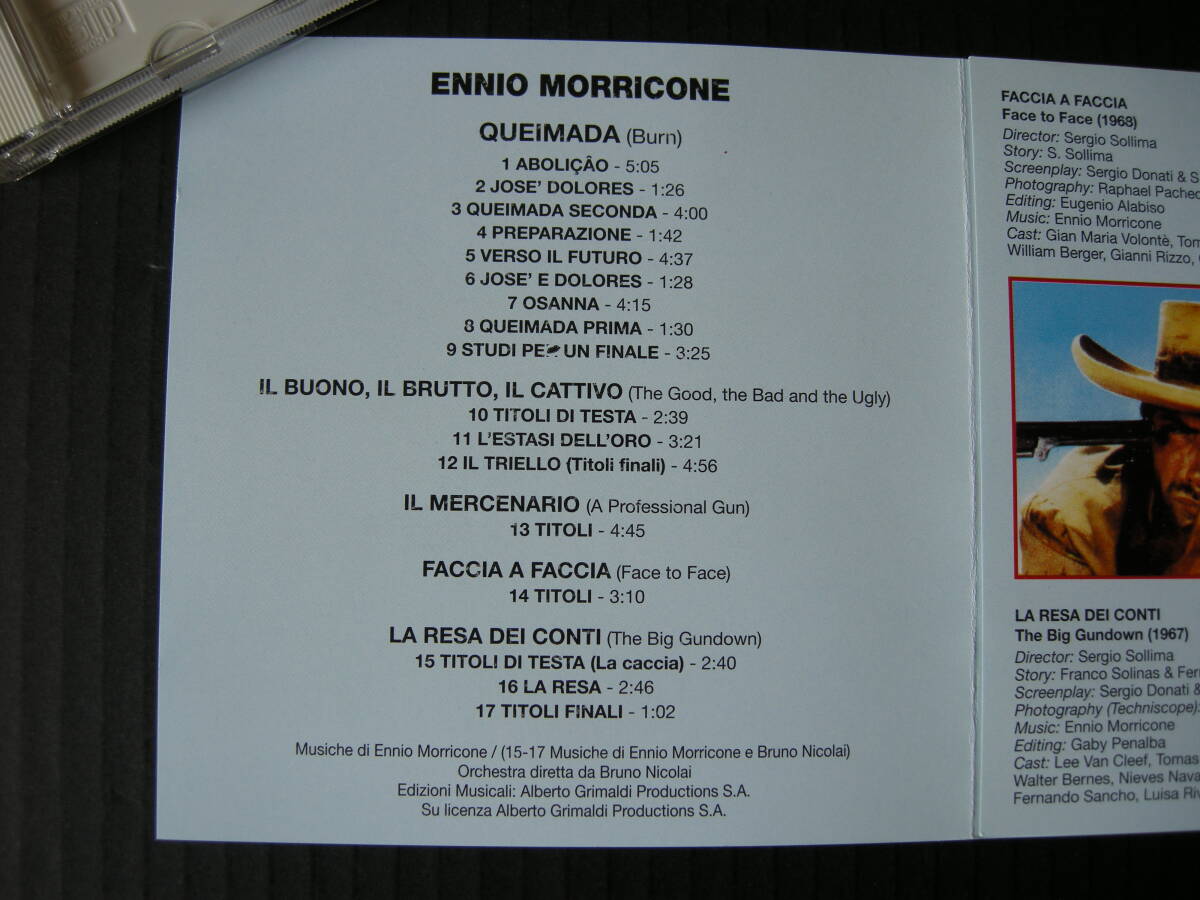 ENNIO MORRICONE
QUEiMADA (Burn)
1 ABOLIÇÂO - 5:05
2 JOSE' DOLORES - 1:26
3 QUEIMADA SECONDA - 4:00
4 PREPARAZIONE - 1:42
5 VERSO IL FUTURO - 4:37
6 JOSE' E DOLORES - 1:28
7 OSANNA - 4:15
8 QUEIMADA PRIMA - 1:30
9 STUDI PER UN FINALE - 3:25
IL BUONO, IL BRUTTO, IL CATTIVO (The Good, the Bad and the Ugly)
10 TITOLI DI TESTA - 2:39
11 L'ESTASI DELL'ORO - 3:21
12 IL TRIELLO (Titoli finali) - 4:56
IL MERCENARIO (A Professional Gun)
13 TITOLI - 4:45
FACCIA A FACCIA (Face to Face)
14 TITOLI - 3:10
LA RESA DEI CONTI (The Big Gundown)
15 TITOLI DI TESTA (La caccia) - 2:40
16 LA RESA - 2:46
17 TITOLI FINALI - 1:02
Musiche di Ennio Morricone / (15-17 Musiche di Ennio Morricone e Bruno Nicolai)
Orchestra diretta da Bruno Nicolai
Edizioni Musicali: Alberto Grimaldi Productions S.A.
Su licenza Alberto Grimaldi Productions S.A.
FACCIA A FACCIA
Face to Face (1968)
Director: Sergio Sollima
Story: S. Sollima
Screenplay: Sergio Donati & S
Photography: Raphael Pachec
Editing: Eugenio Alabiso
Music: Ennio Morricone
Cast: Gian Maria Volontè, Tom
William Berger, Gianni Rizzo,
LA RESA DEI CONTI
The Big Gundown (1967)
Director: Sergio Sollima
Story: Franco Solinas & Fer
Screenplay: Sergio Donati &
Photography (Techniscope):
Music: Ennio Morricone
Editing: Gaby Penalba
Cast: Lee Van Cleef, Tomas
Walter Bernes, Nieves Nava
Fernando Sancho, Luisa Riv